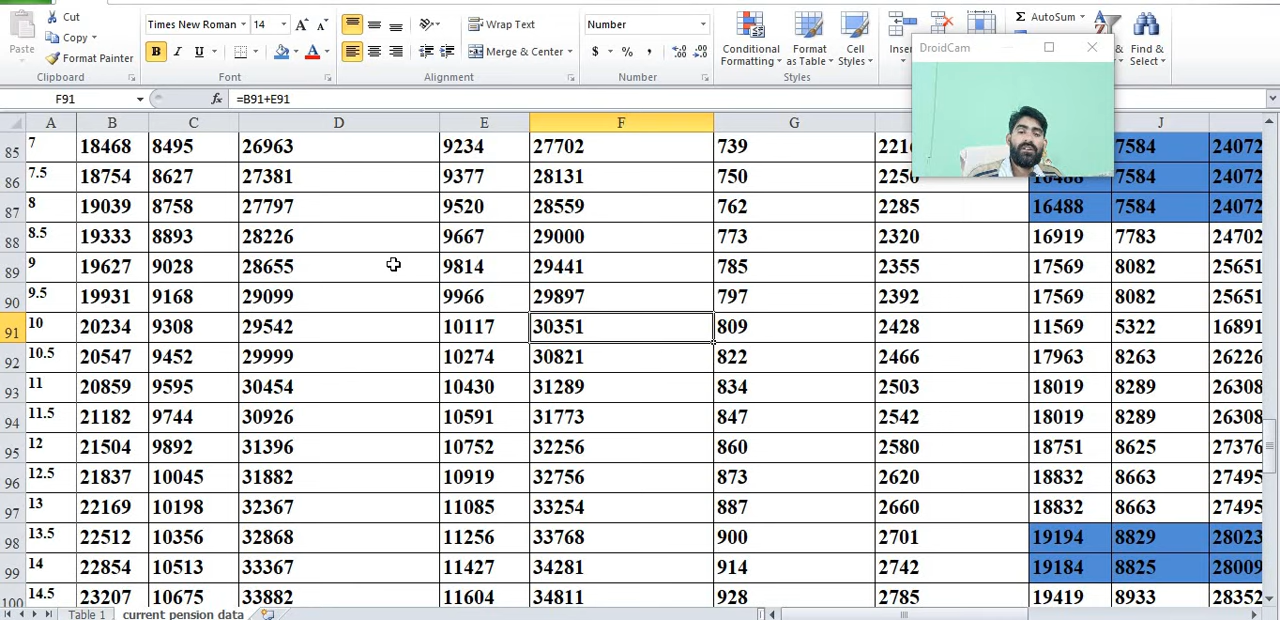 Cut
Copy
Format Painter
Paste
Clipboard
Times New Roman 14 A A
B I U A
Font
Wrap Text
Merge & Center
Alignment
Number
$ % ,
Number
Conditional Formatting
Format as Table
Cell Styles
Styles
Σ AutoSum
Find & Select
DroidCam
F91 fx =B91+E91
A B C D E F G J
85 7 18468 8495 26963 9234 27702 739 7584 24072
86 7.5 18754 8627 27381 9377 28131 750 2250 16488 7584 24072
87 8 19039 8758 27797 9520 28559 762 2285 16488 7584 24072
88 8.5 19333 8893 28226 9667 29000 773 2320 16919 7783 24702
89 9 19627 9028 28655 9814 29441 785 2355 17569 8082 25651
90 9.5 19931 9168 29099 9966 29897 797 2392 17569 8082 25651
91 10 20234 9308 29542 10117 30351 809 2428 11569 5322 16891
92 10.5 20547 9452 29999 10274 30821 822 2466 17963 8263 26226
93 11 20859 9595 30454 10430 31289 834 2503 18019 8289 26308
94 11.5 21182 9744 30926 10591 31773 847 2542 18019 8289 26308
95 12 21504 9892 31396 10752 32256 860 2580 18751 8625 27376
96 12.5 21837 10045 31882 10919 32756 873 2620 18832 8663 27495
97 13 22169 10198 32367 11085 33254 887 2660 18832 8663 27495
98 13.5 22512 10356 32868 11256 33768 900 2701 19194 8829 28023
99 14 22854 10513 33367 11427 34281 914 2742 19184 8825 28009
100 14.5 23207 10675 33882 11604 34811 928 2785 19419 8933 28352
Table 1 current pension data